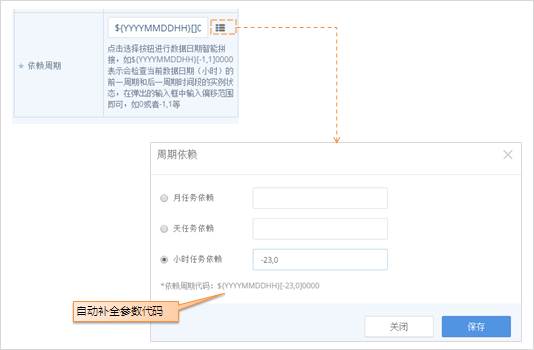 ${YYYYMMDDHH}[]0
* 依赖周期
点击选择按钮进行数据日期智能拼
接，如${YYYYMMDDHH}[-1,1]0000
表示会检查当前数据日期（小时）的
前一周期和后一周期时间段的实例状
态，在弹出的输入框中输入偏移范围
即可，如0或者-1,1等
周期依赖
月任务依赖
天任务依赖
小时任务依赖
-23,0
*依赖周期代码：${YYYYMMDDHH}[-23,0]0000
自动补全参数代码
关闭
保存